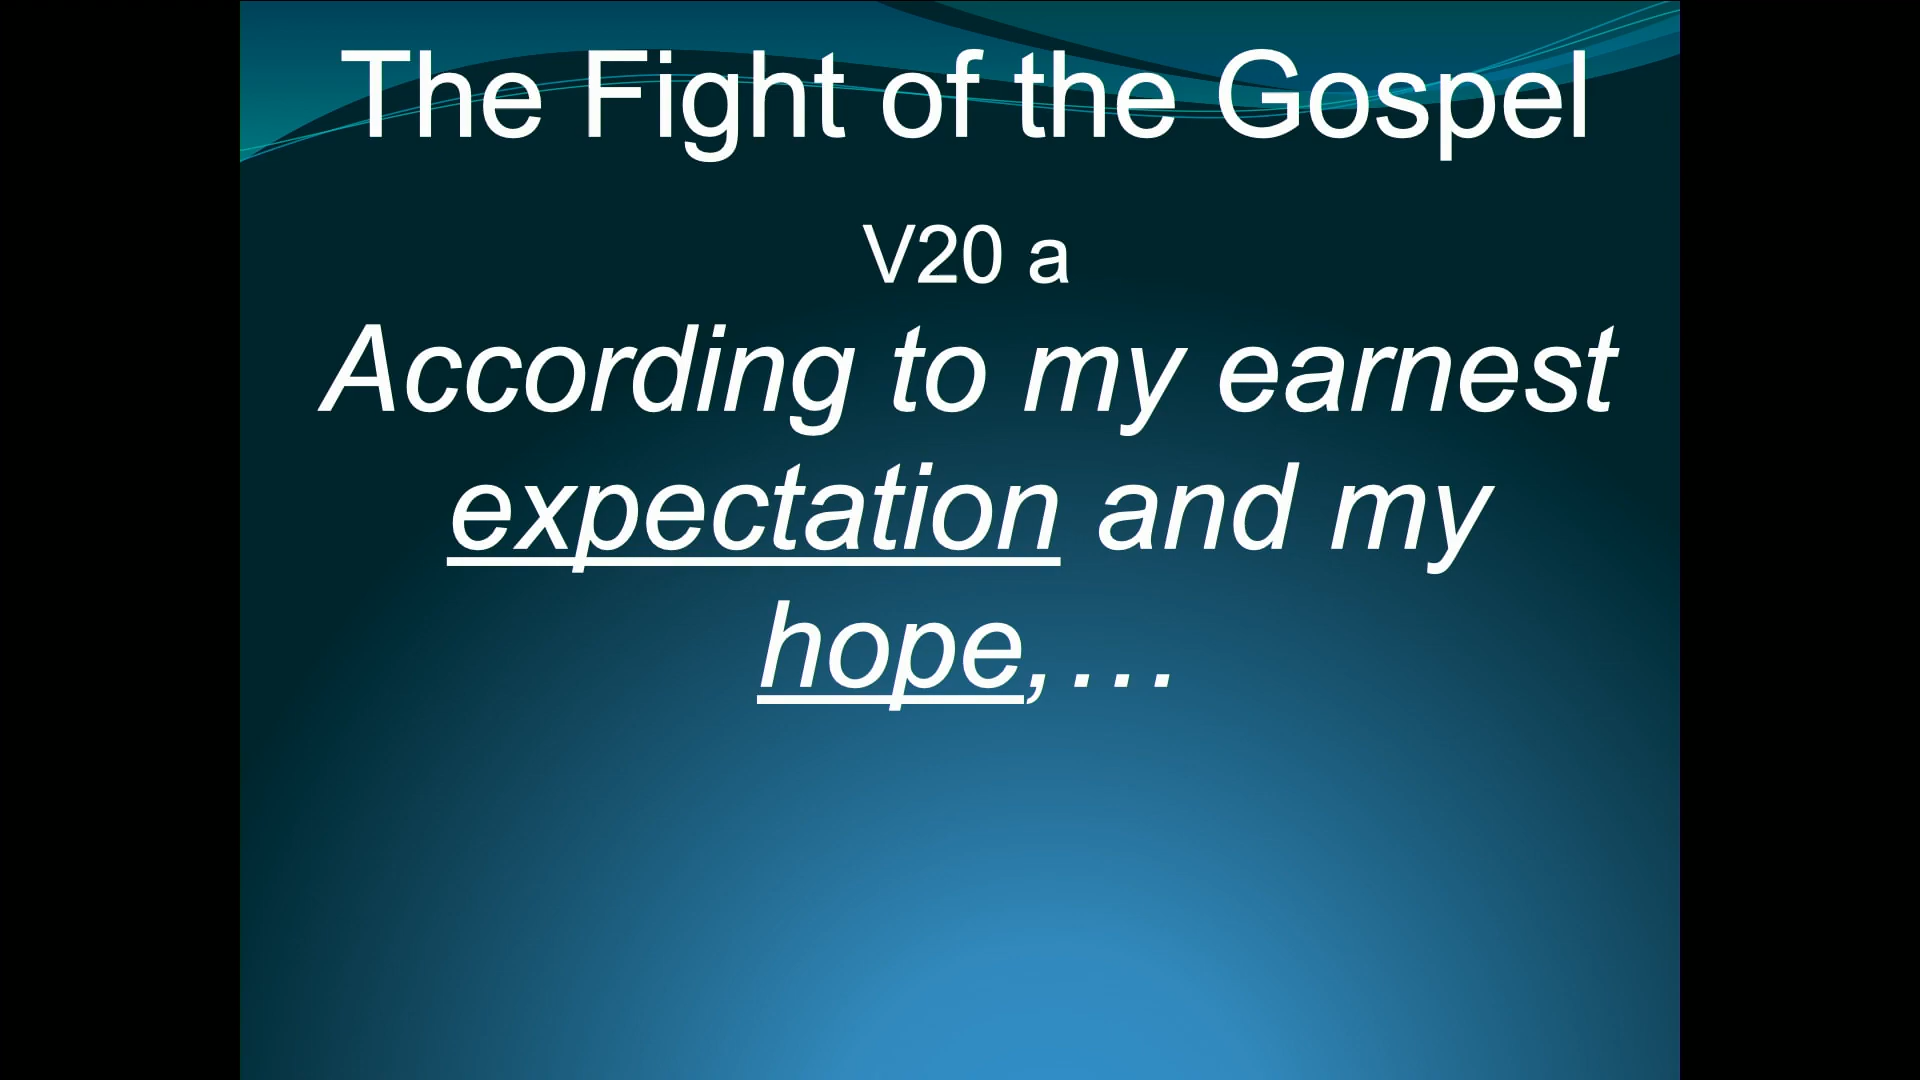 The Fight of the Gospel
V20 a
According to my earnest
expectation and my
hope,…